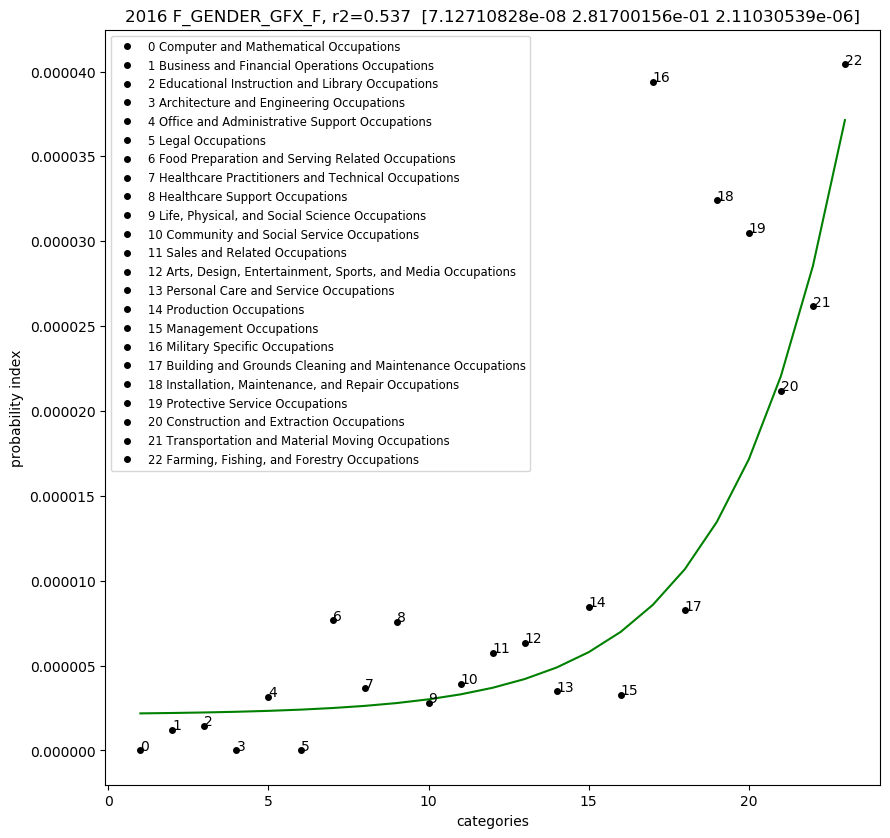 2016 F_GENDER_GFX_F, r2=0.537  [7.12710828e-08 2.81700156e-01 2.11030539e-06]
0 Computer and Mathematical Occupations
1 Business and Financial Operations Occupations
2 Educational Instruction and Library Occupations
3 Architecture and Engineering Occupations
4 Office and Administrative Support Occupations
5 Legal Occupations
6 Food Preparation and Serving Related Occupations
7 Healthcare Practitioners and Technical Occupations
8 Healthcare Support Occupations
9 Life, Physical, and Social Science Occupations
10 Community and Social Service Occupations
11 Sales and Related Occupations
12 Arts, Design, Entertainment, Sports, and Media Occupations
13 Personal Care and Service Occupations
14 Production Occupations
15 Management Occupations
16 Military Specific Occupations
17 Building and Grounds Cleaning and Maintenance Occupations
18 Installation, Maintenance, and Repair Occupations
19 Protective Service Occupations
20 Construction and Extraction Occupations
21 Transportation and Material Moving Occupations
22 Farming, Fishing, and Forestry Occupations
probability index
0.000040
0.000035
0.000030
0.000025
0.000020
0.000015
0.000010
0.000005
0.000000
0
1
2
3
4
5
6
7
8
9
10
11
12
13
14
15
16
17
18
19
20
21
22
0 5 10 15 20
categories